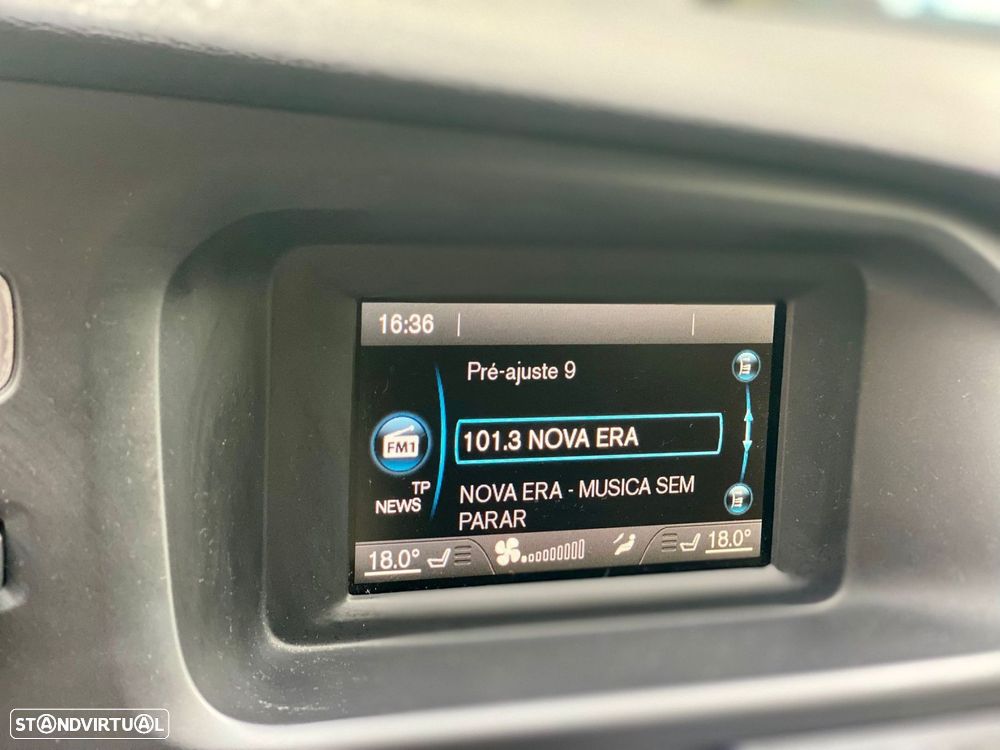 16:36
Pré-ajuste 9
FM1
101.3 NOVA ERA
TP
NEWS
NOVA ERA - MUSICA SEM
PARAR
18.0°
18.0°
STANDVIRTUAL